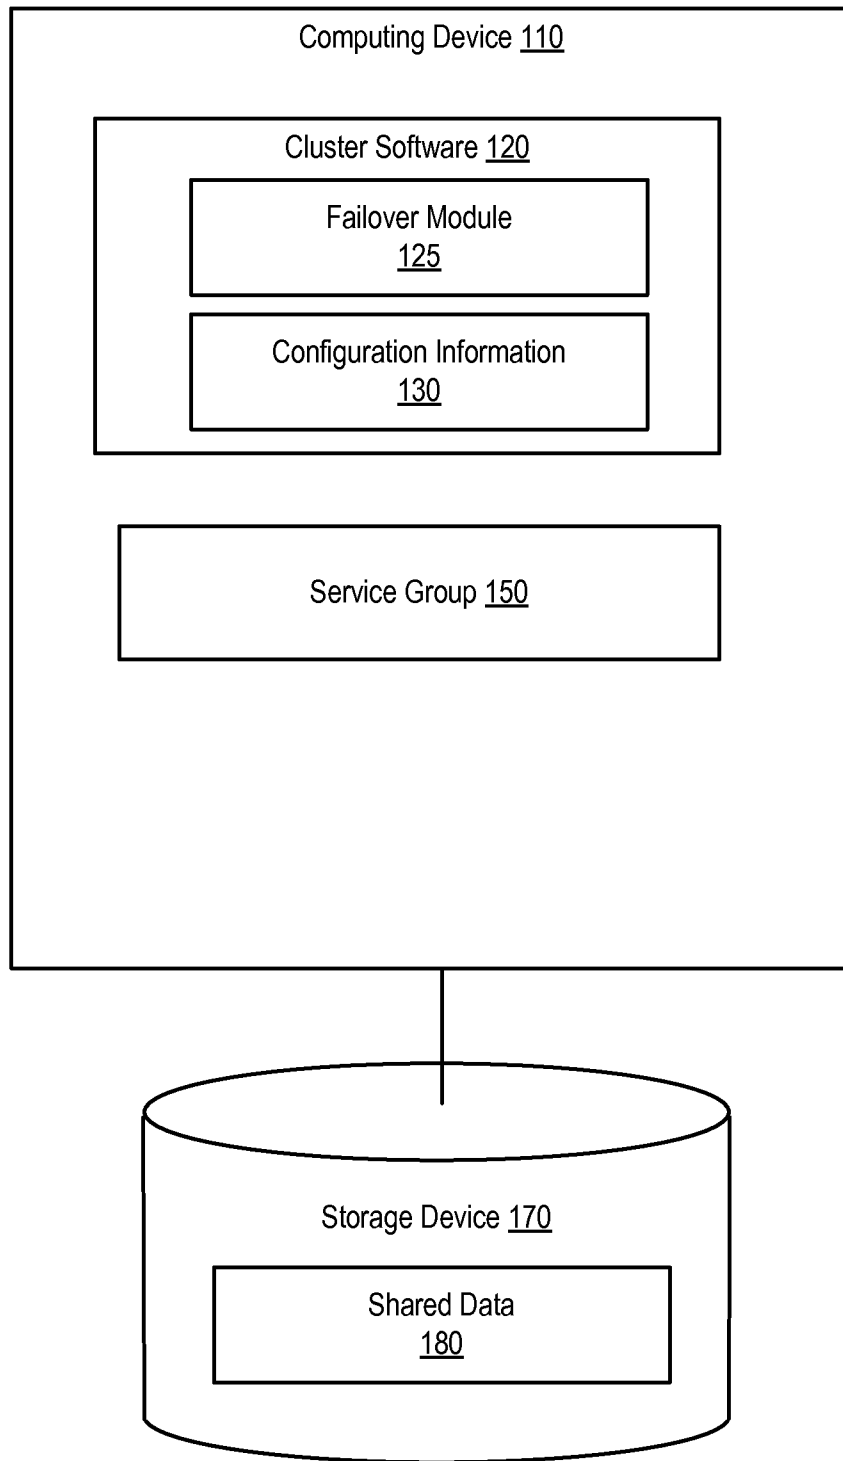 Computing Device 110
Cluster Software 120
Failover Module
125
Configuration Information
130
Service Group 150
Storage Device 170
Shared Data
180